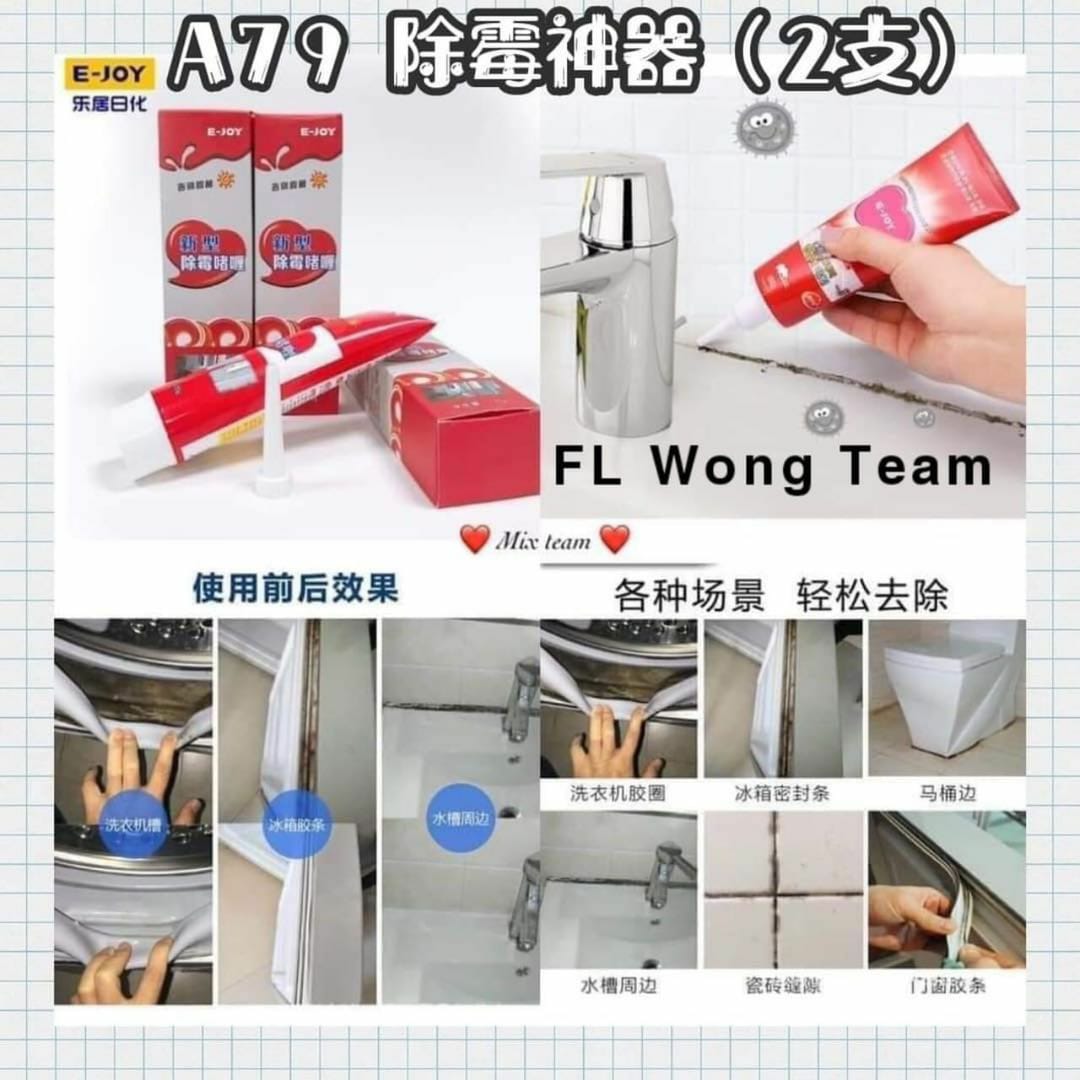 A79 除霉神器（2支）
E-JOY
乐居日化
E-JOY
E-JOY
新型
除霉啫喱
新型
除霉啫喱
E-JOY
FL Wong Team
❤️ Mix team ❤️
使用前后效果
各种场景 轻松去除
洗衣机槽
冰箱胶条
水槽周边
洗衣机胶圈
冰箱密封条
马桶边
水槽周边
瓷砖缝隙
门窗胶条